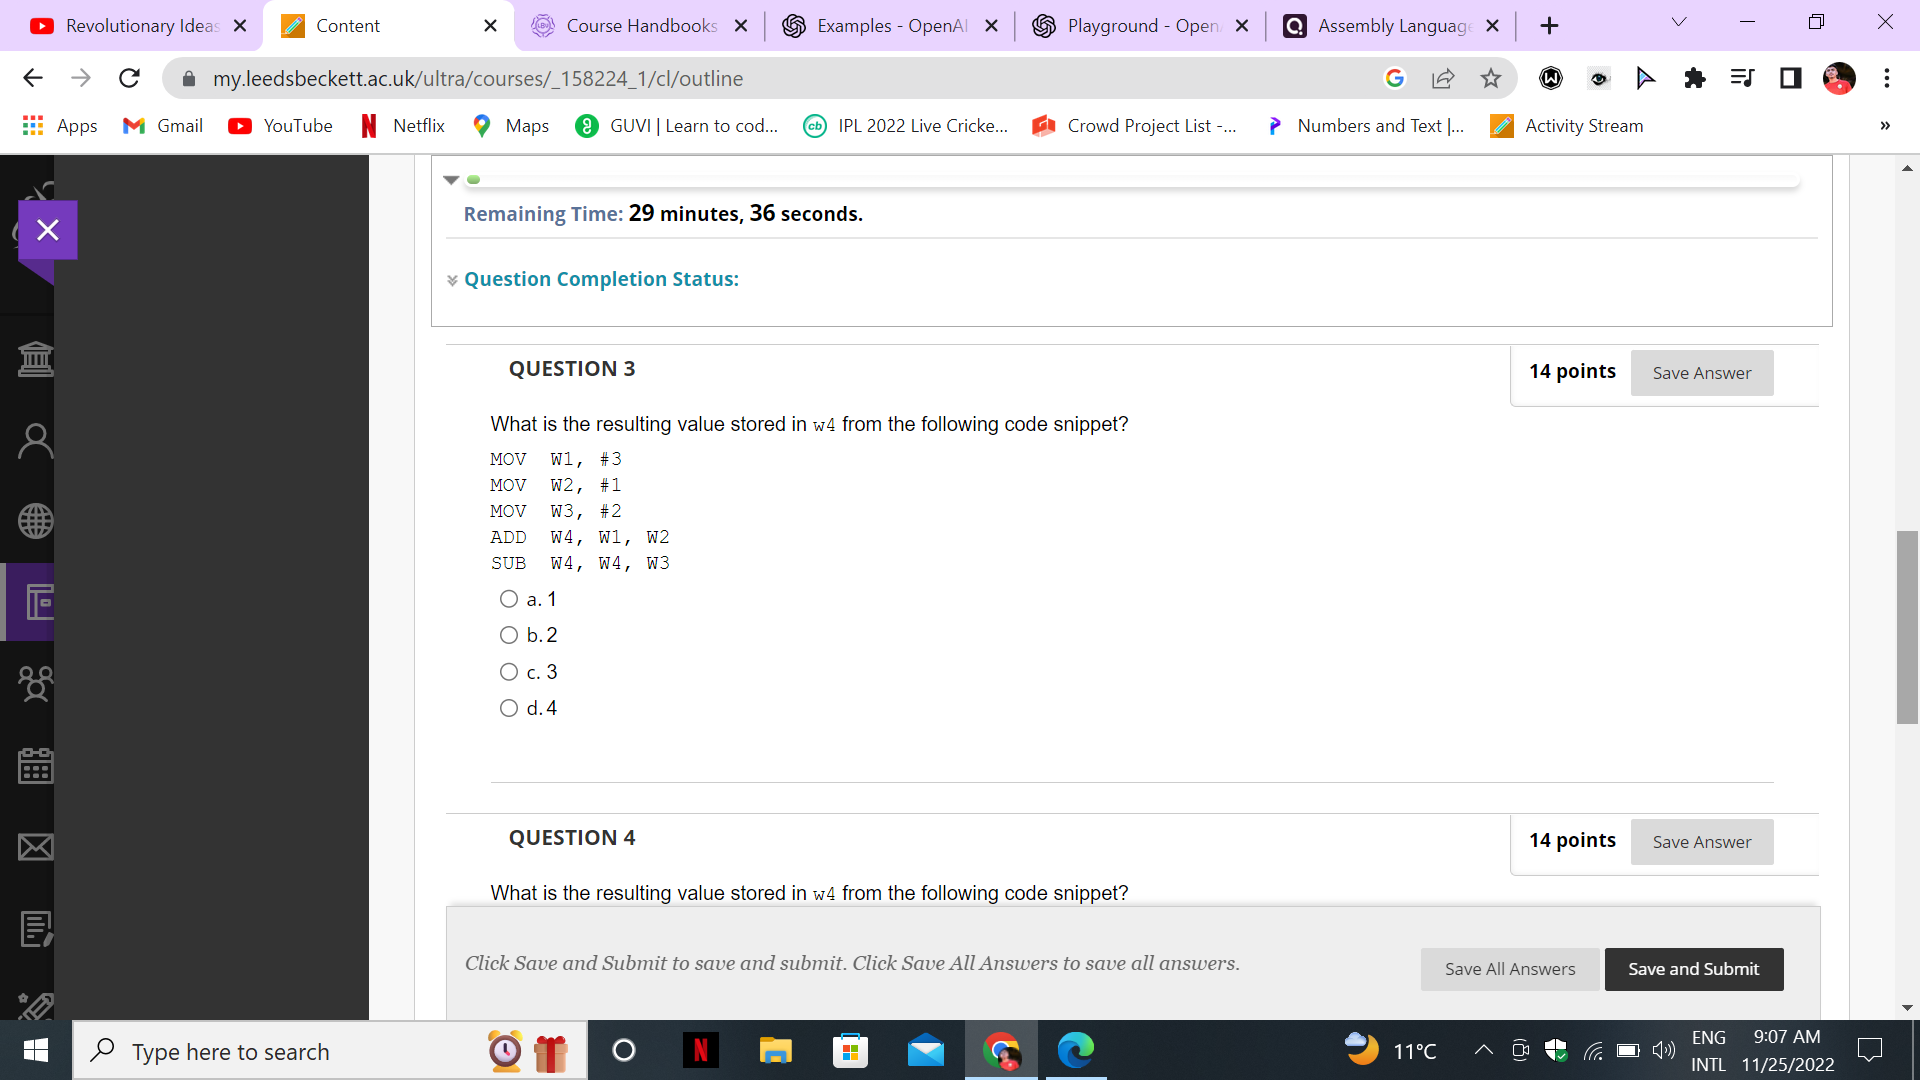 Revolutionary Ideas
Content
Course Handbooks
Examples - OpenAI
Playground - Open
Assembly Language
my.leedsbeckett.ac.uk/ultra/courses/_158224_1/cl/outline
Apps
Gmail
YouTube
Netflix
Maps
GUVI | Learn to cod...
IPL 2022 Live Cricke...
Crowd Project List -...
Numbers and Text |...
Activity Stream
»
Remaining Time: 29 minutes, 36 seconds.
Question Completion Status:
QUESTION 3
14 points
Save Answer
What is the resulting value stored in w4 from the following code snippet?
MOV W1, #3
MOV W2, #1
MOV W3, #2
ADD W4, W1, W2
SUB W4, W4, W3
a. 1
b. 2
c. 3
d. 4
QUESTION 4
14 points
Save Answer
What is the resulting value stored in w4 from the following code snippet?
Click Save and Submit to save and submit. Click Save All Answers to save all answers.
Save All Answers
Save and Submit
Type here to search
11°C
ENG
INTL
9:07 AM
11/25/2022